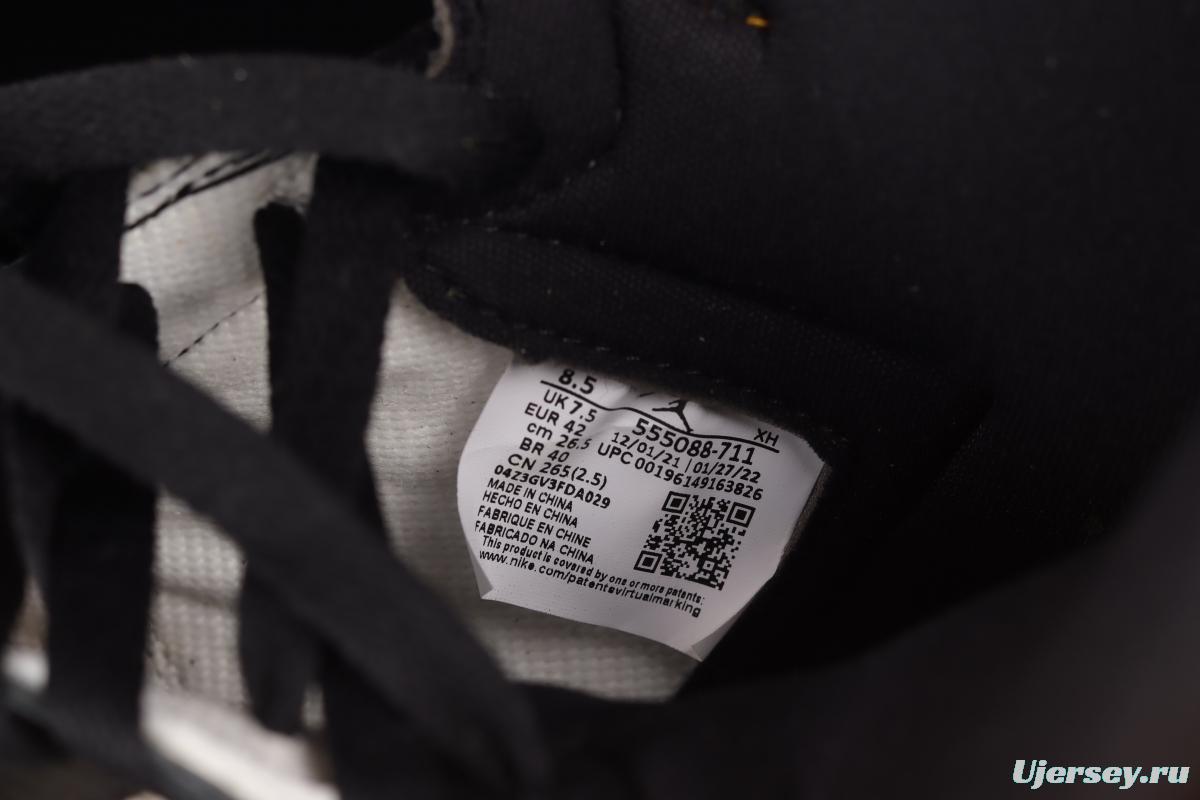 8.5
UK 7.5
EUR 42
cm 26.5
BR 40
CN 265(2.5)
04Z3GV3FDA029
MADE IN CHINA
HECHO EN CHINA
FABRIQUE EN CHINE
FABRICADO NA CHINA
This product is covered by one or more patents:
www.nike.com/patentsvirtualmarking
XH
555088-711
12/01/21 | 01/27/22
UPC 00196149163826
Ujersey.ru